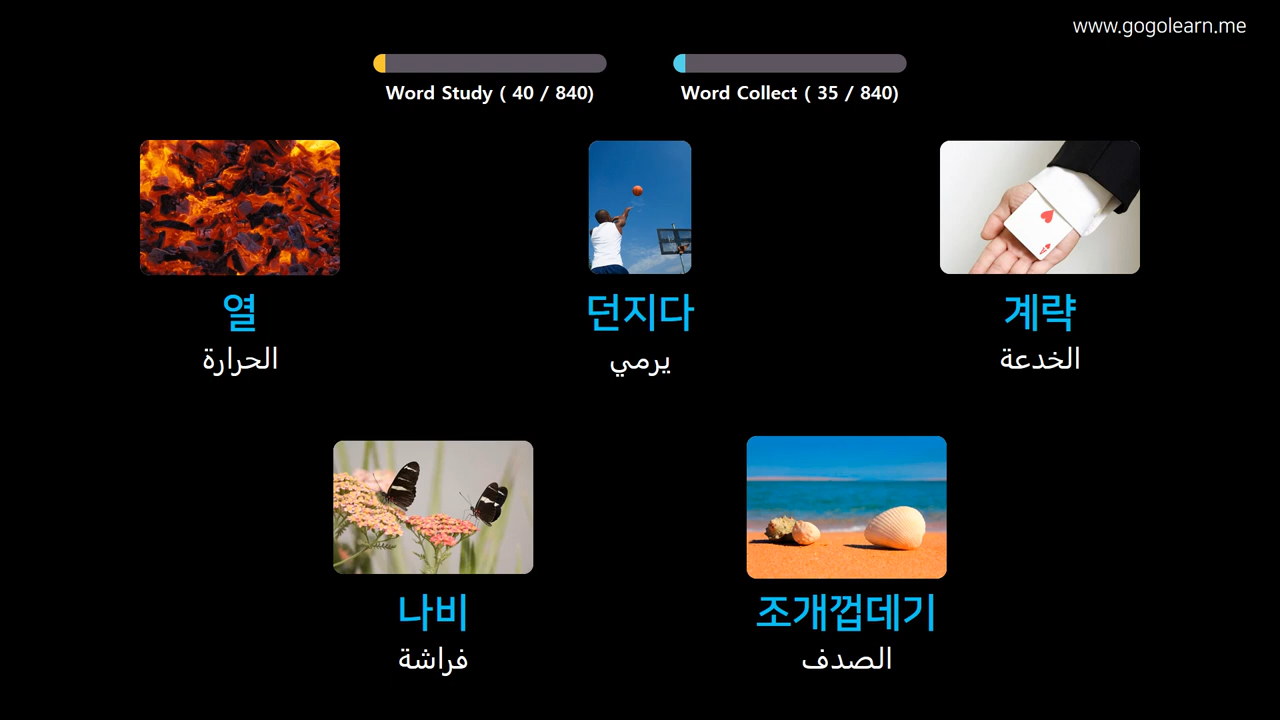 www.gogolearn.me
Word Study ( 40 / 840)
Word Collect ( 35 / 840)
열
الحرارة
던지다
يرمي
계략
الخدعة
나비
فراشة
조개껍데기
الصدف